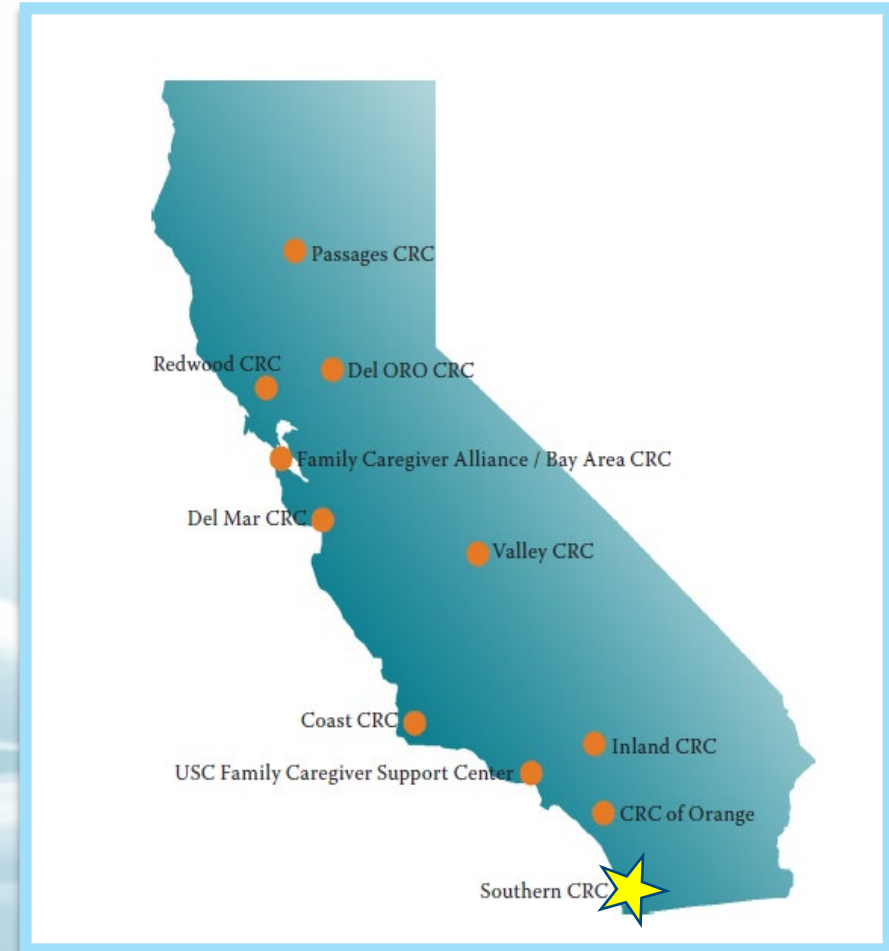 Passages CRC
Redwood CRC
Del ORO CRC
Family Caregiver Alliance / Bay Area CRC
Del Mar CRC
Valley CRC
Coast CRC
Inland CRC
USC Family Caregiver Support Center
CRC of Orange
Southern CRC